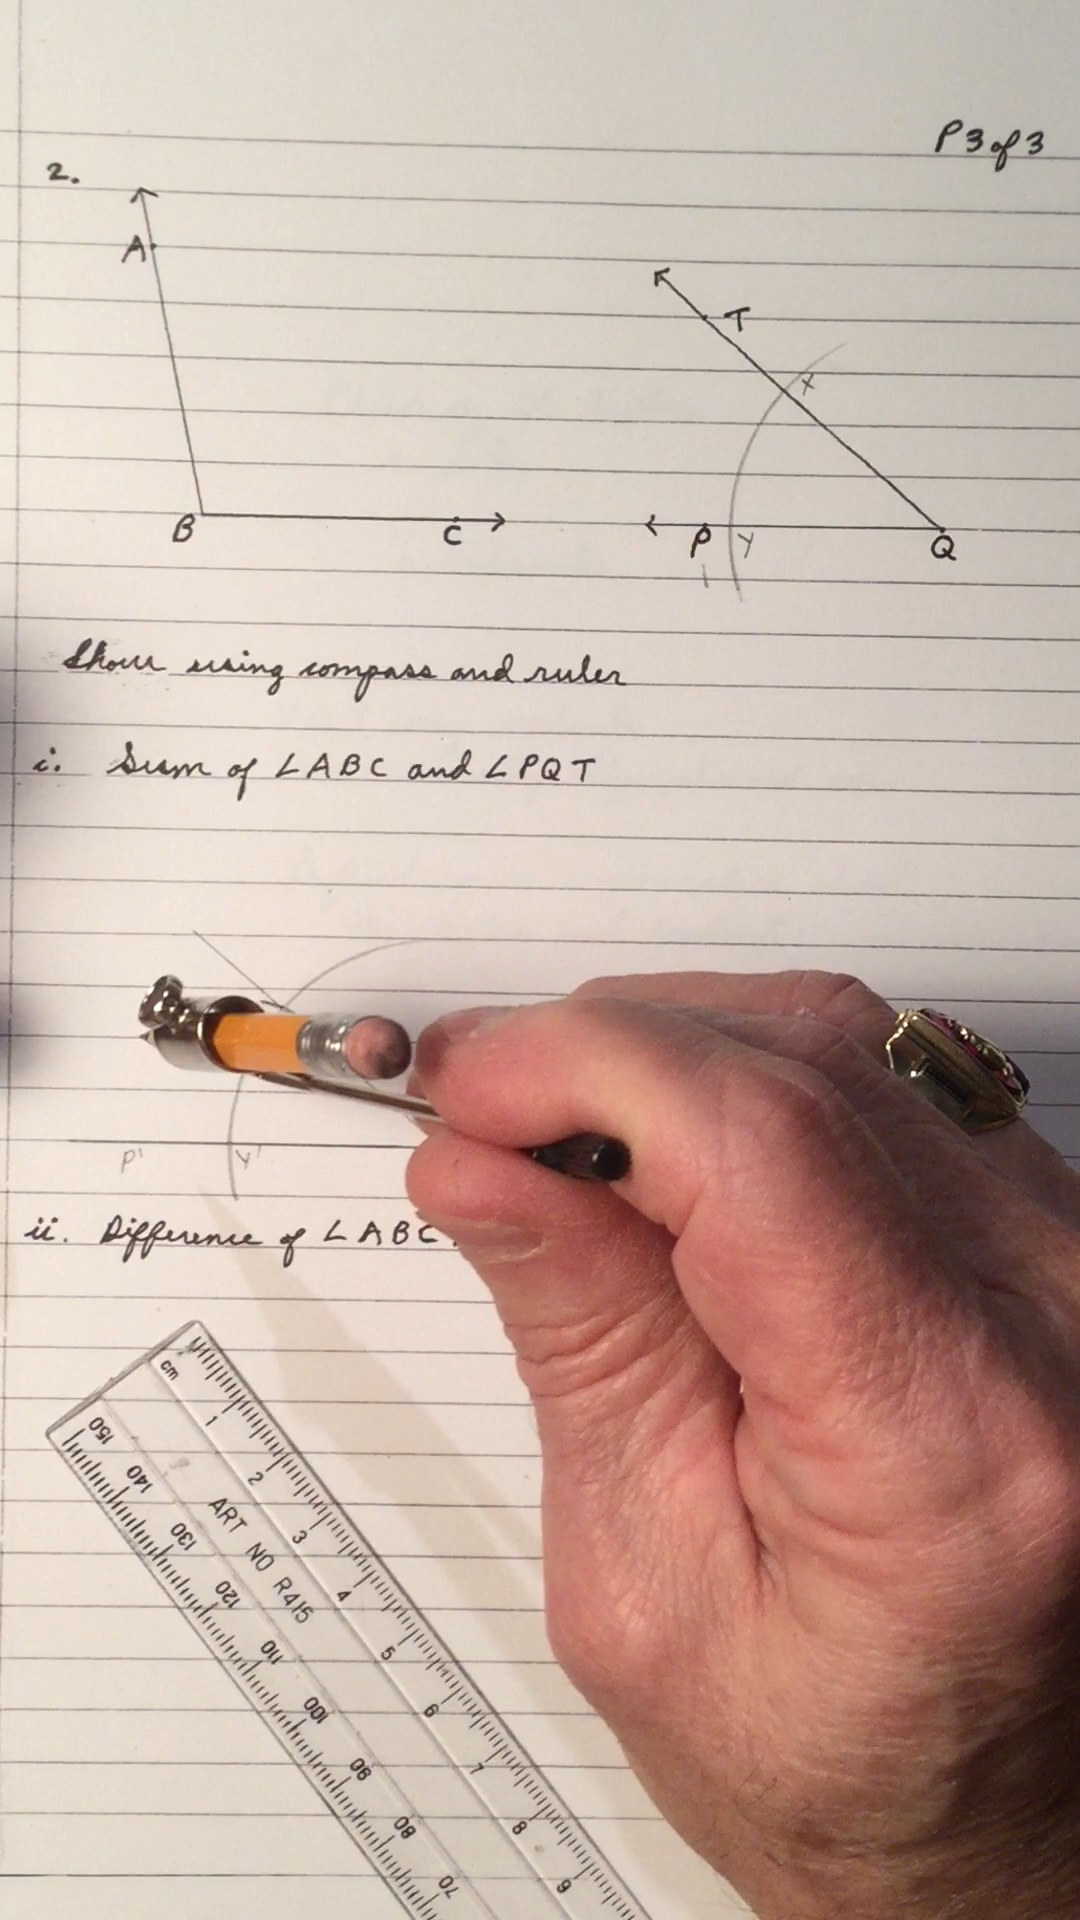 P3 of 3
2.
A
T
X
B
C
P
Y
Q
Show using compass and ruler
i. Sum of ∠ABC and ∠PQT
P' Y'
ii. Difference of ∠ABC
cm 1 2 3 4 5 6 7 8 9
ART NO R415
150 140 130 120 110 100 90 80 70